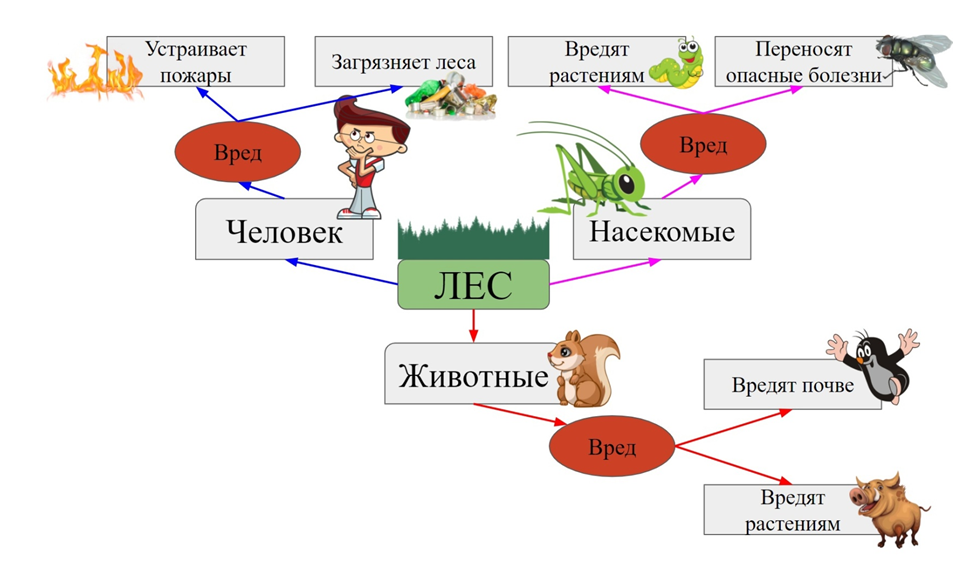 Устраивает
пожары
Загрязняет леса
Вредят
растениям
Переносят
опасные болезни
Вред
Вред
Человек
Насекомые
ЛЕС
Животные
Вредят почве
Вред
Вредят
растениям